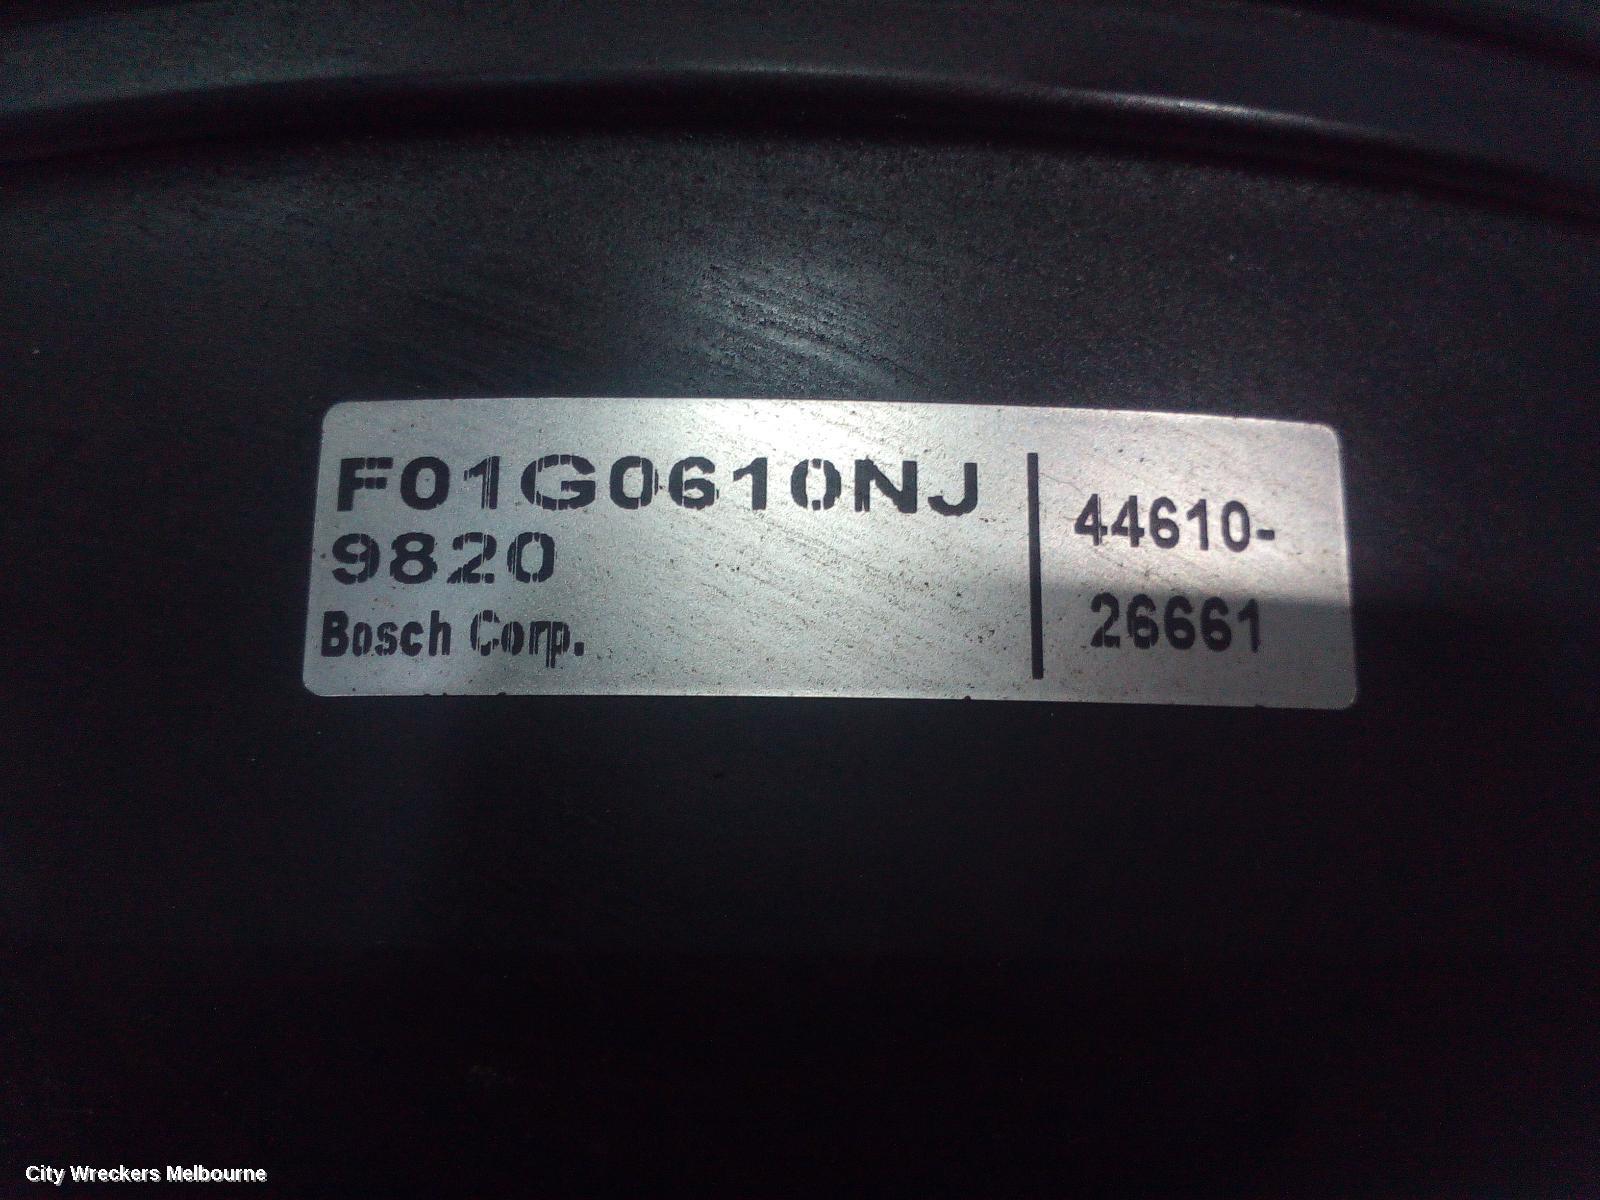 F01G0610NJ
9820
Bosch Corp.
44610-
26661
City Wreckers Melbourne